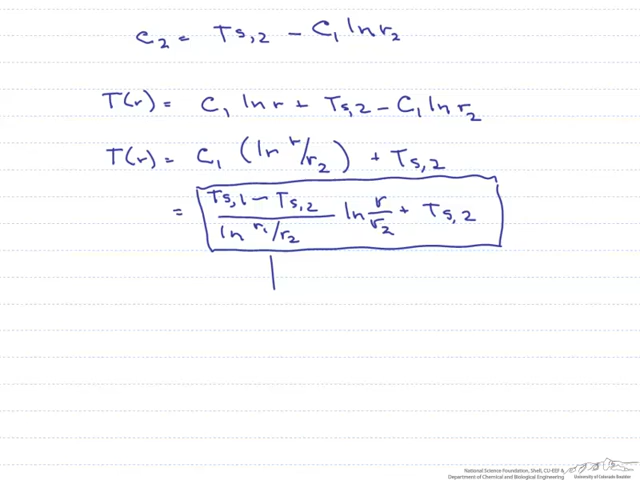 C₂ = Ts,2 − C₁ ln r₂
T(r) = C₁ ln r + Ts,2 − C₁ ln r₂
T(r) = C₁ (ln r/r₂) + Ts,2
= (Ts,1 − Ts,2)/(ln r₁/r₂) ln r/r₂ + Ts,2
National Science Foundation, Shell, CU-EEF &
Department of Chemical and Biological Engineering
University of Colorado Boulder